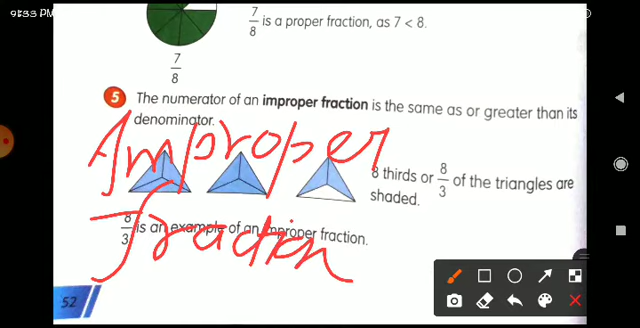 9:33 PM
7/8 is a proper fraction, as 7 < 8.
7/8
5 The numerator of an improper fraction is the same as or greater than its
denominator.
Improper
8 thirds or 8/3 of the triangles are
shaded.
fraction
8/3 is an example of an improper fraction.
52